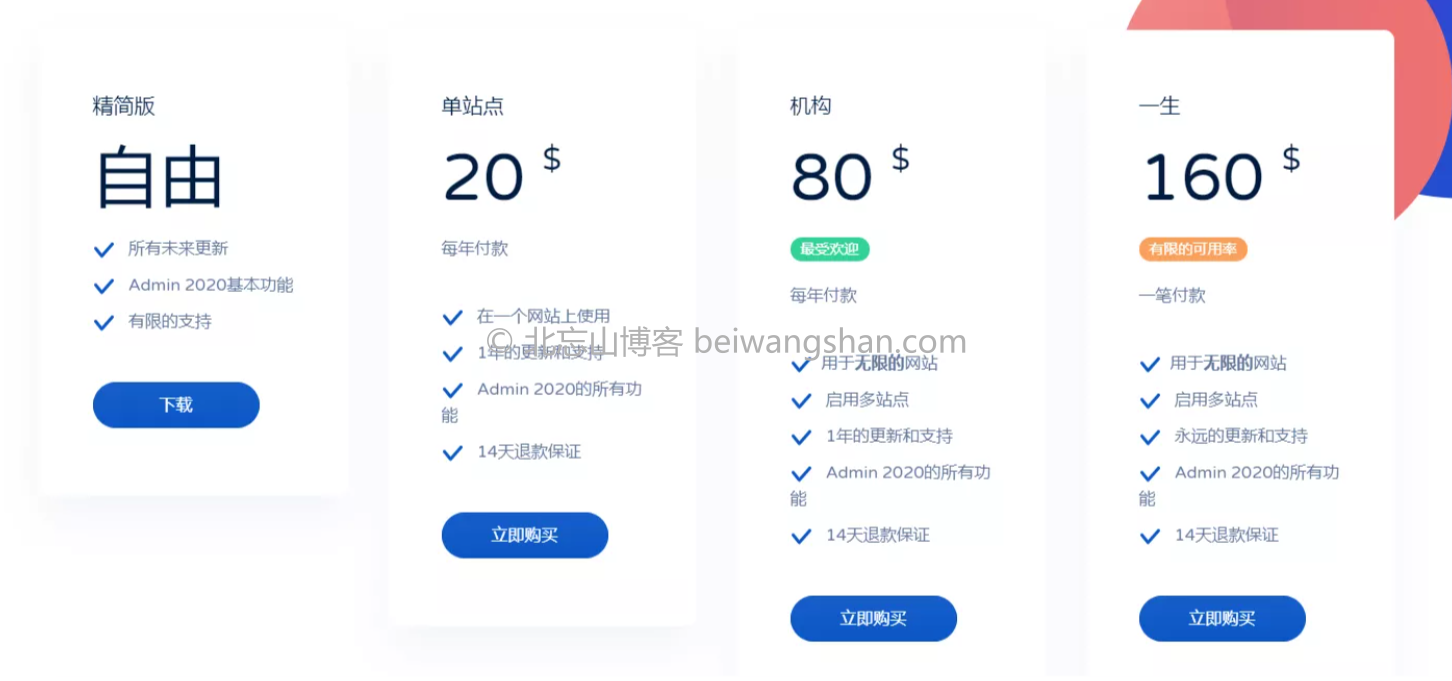 精简版
自由
所有未来更新
Admin 2020基本功能
有限的支持
下载
单站点
20 $
每年付款
在一个网站上使用
1年的更新和支持
Admin 2020的所有功
能
14天退款保证
立即购买
机构
80 $
最受欢迎
每年付款
用于无限的网站
启用多站点
1年的更新和支持
Admin 2020的所有功
能
14天退款保证
立即购买
一生
160 $
有限的可用率
一笔付款
用于无限的网站
启用多站点
永远的更新和支持
Admin 2020的所有功
能
14天退款保证
立即购买
© 北忘山博客 beiwangshan.com